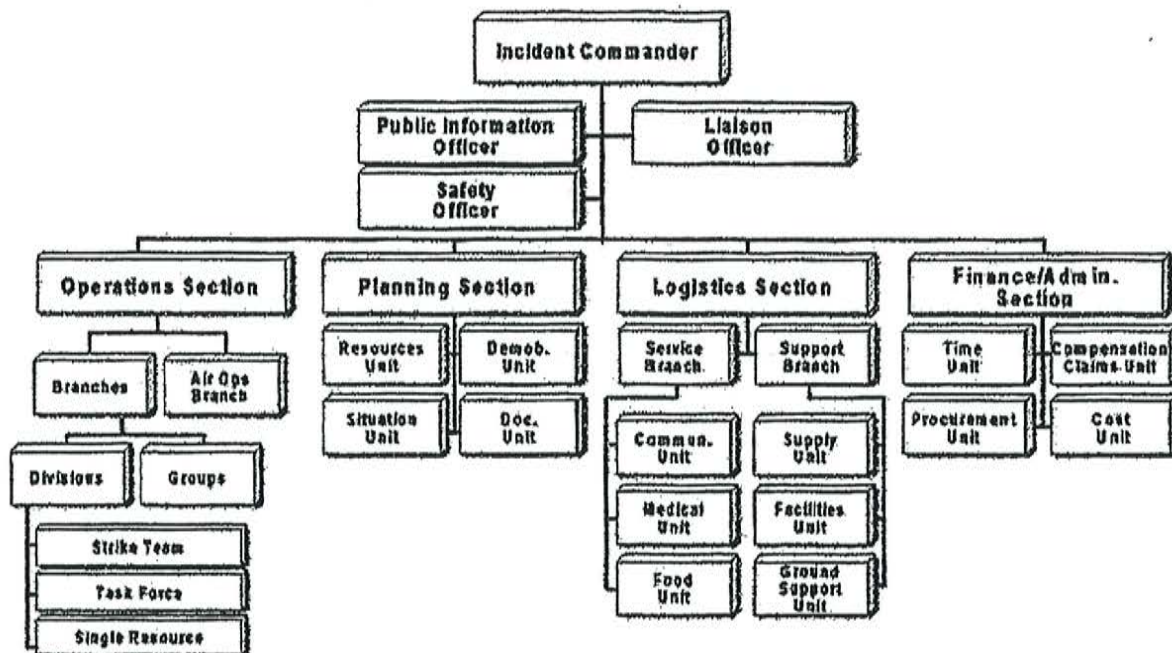 Incident Commander
Public Information
Officer
Liaison
Officer
Safety
Officer
Operations Section
Planning Section
Logistics Section
Finance/Admin.
Section
Branches
Air Ops
Branch
Resources
Unit
Demob.
Unit
Service
Branch
Support
Branch
Time
Unit
Compensation
Claims Unit
Situation
Unit
Doc.
Unit
Procurement
Unit
Cost
Unit
Divisions
Groups
Commun.
Unit
Supply
Unit
Medical
Unit
Facilities
Unit
Food
Unit
Ground
Support
Unit
Strike Team
Task Force
Single Resource